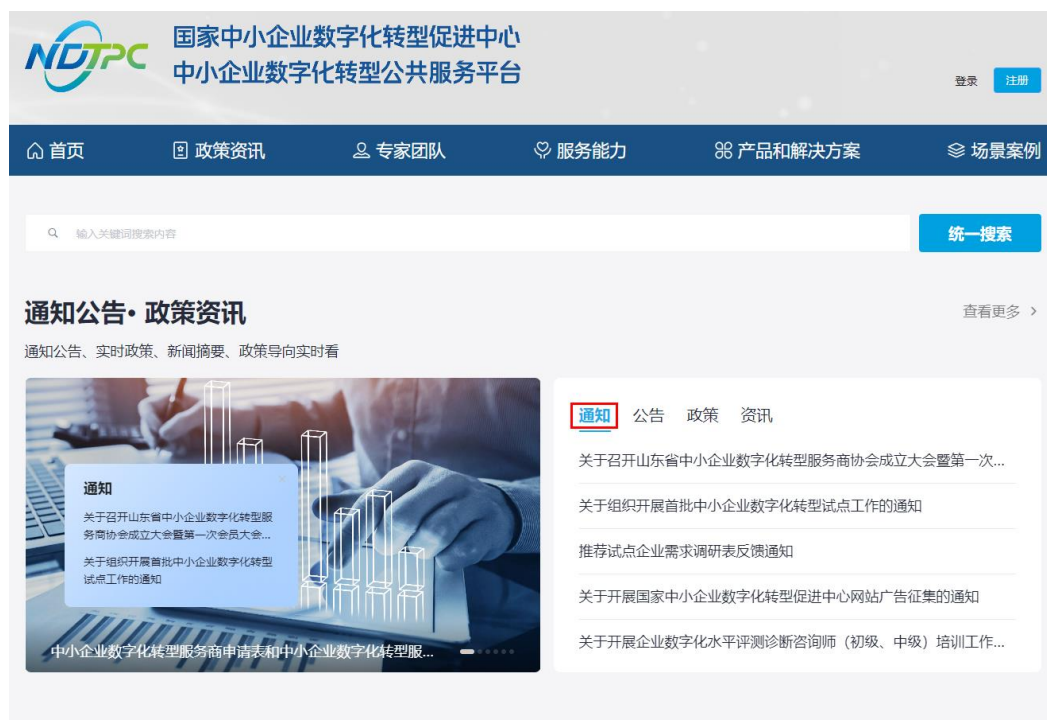 NDTPC
国家中小企业数字化转型促进中心
中小企业数字化转型公共服务平台
登录
注册
首页
政策资讯
专家团队
服务能力
产品和解决方案
场景案例
输入关键词搜索内容
统一搜索
通知公告• 政策资讯
查看更多 >
通知公告、实时政策、新闻摘要、政策导向实时看
通知
关于召开山东省中小企业数字化转型服
务商协会成立大会暨第一次会员大会...
关于组织开展首批中小企业数字化转型
试点工作的通知
中小企业数字化转型服务商申请表和中小企业数字化转型服...
通知 公告 政策 资讯
关于召开山东省中小企业数字化转型服务商协会成立大会暨第一次...
关于组织开展首批中小企业数字化转型试点工作的通知
推荐试点企业需求调研表反馈通知
关于开展国家中小企业数字化转型促进中心网站广告征集的通知
关于开展企业数字化水平评测诊断咨询师（初级、中级）培训工作...